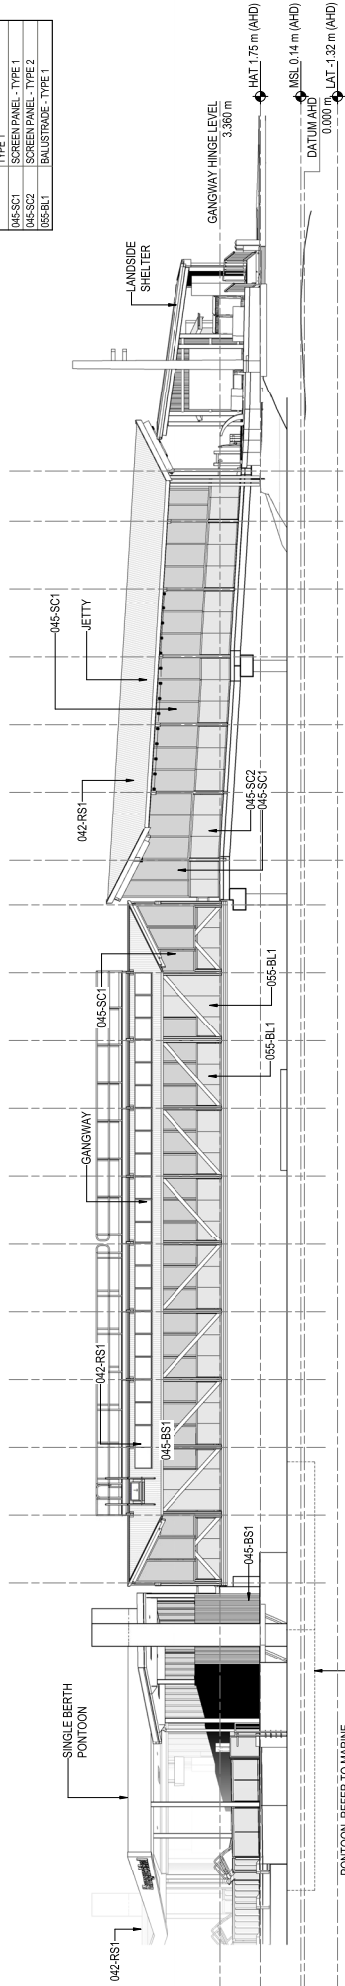 TYPE 1
045-SC1 SCREEN PANEL - TYPE 1
045-SC2 SCREEN PANEL - TYPE 2
055-BL1 BALUSTRADE - TYPE 1
SINGLE BERTH
PONTOON
042-RS1
042-RS1
GANGWAY
045-SC1
042-RS1
JETTY
045-SC1
LANDSIDE
SHELTER
GANGWAY HINGE LEVEL
3.360 m
HAT 1.75 m (AHD)
MSL 0.14 m (AHD)
DATUM AHD
0.000 m
LAT -1.32 m (AHD)
045-BS1
045-BS1
055-BL1
055-BL1
045-SC2
045-SC1
PONTOON, REFER TO MARINE